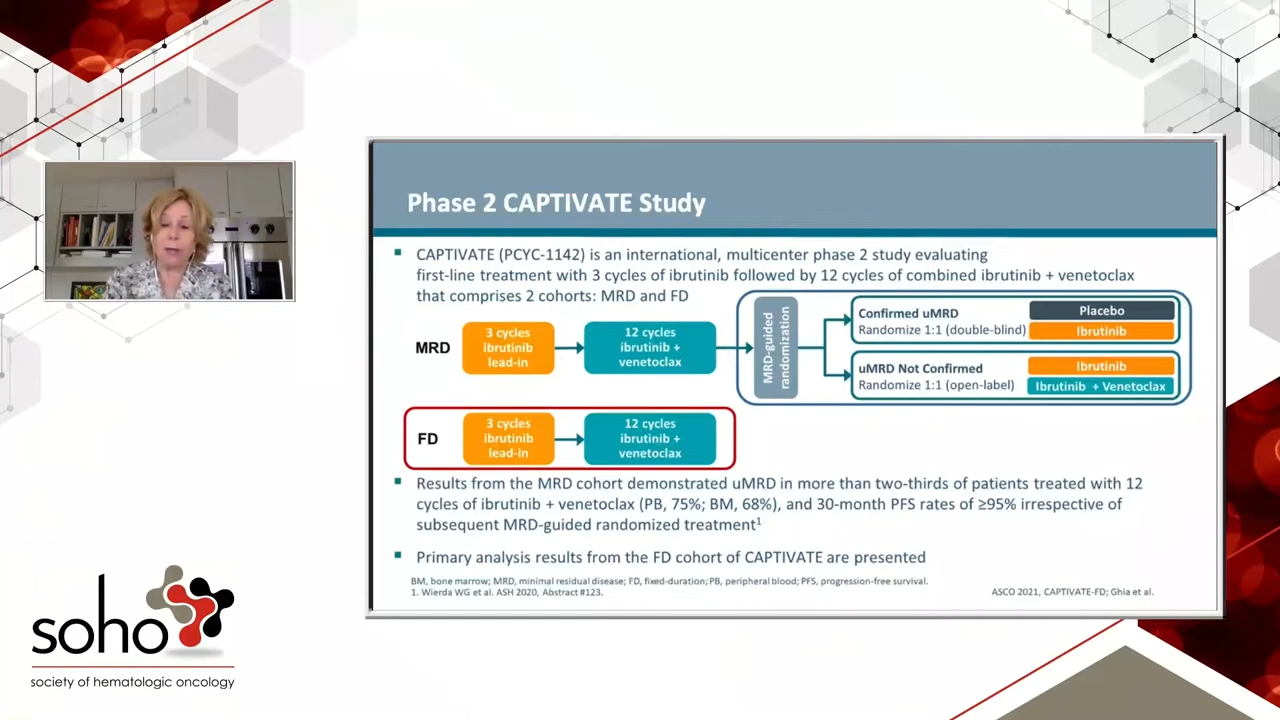 Phase 2 CAPTIVATE Study
▪ CAPTIVATE (PCYC-1142) is an international, multicenter phase 2 study evaluating
first-line treatment with 3 cycles of ibrutinib followed by 12 cycles of combined ibrutinib + venetoclax
that comprises 2 cohorts: MRD and FD
MRD
3 cycles
ibrutinib
lead-in
12 cycles
ibrutinib +
venetoclax
MRD-guided
randomization
Confirmed uMRD
Randomize 1:1 (double-blind)
Placebo
Ibrutinib
uMRD Not Confirmed
Randomize 1:1 (open-label)
Ibrutinib
Ibrutinib + Venetoclax
FD
3 cycles
ibrutinib
lead-in
12 cycles
ibrutinib +
venetoclax
▪ Results from the MRD cohort demonstrated uMRD in more than two-thirds of patients treated with 12
cycles of ibrutinib + venetoclax (PB, 75%; BM, 68%), and 30-month PFS rates of ≥95% irrespective of
subsequent MRD-guided randomized treatment¹
▪ Primary analysis results from the FD cohort of CAPTIVATE are presented
BM, bone marrow; MRD, minimal residual disease; FD, fixed-duration; PB, peripheral blood; PFS, progression-free survival.
1. Wierda WG et al. ASH 2020, Abstract #123.
ASCO 2021, CAPTIVATE-FD; Ghia et al.
soho
society of hematologic oncology